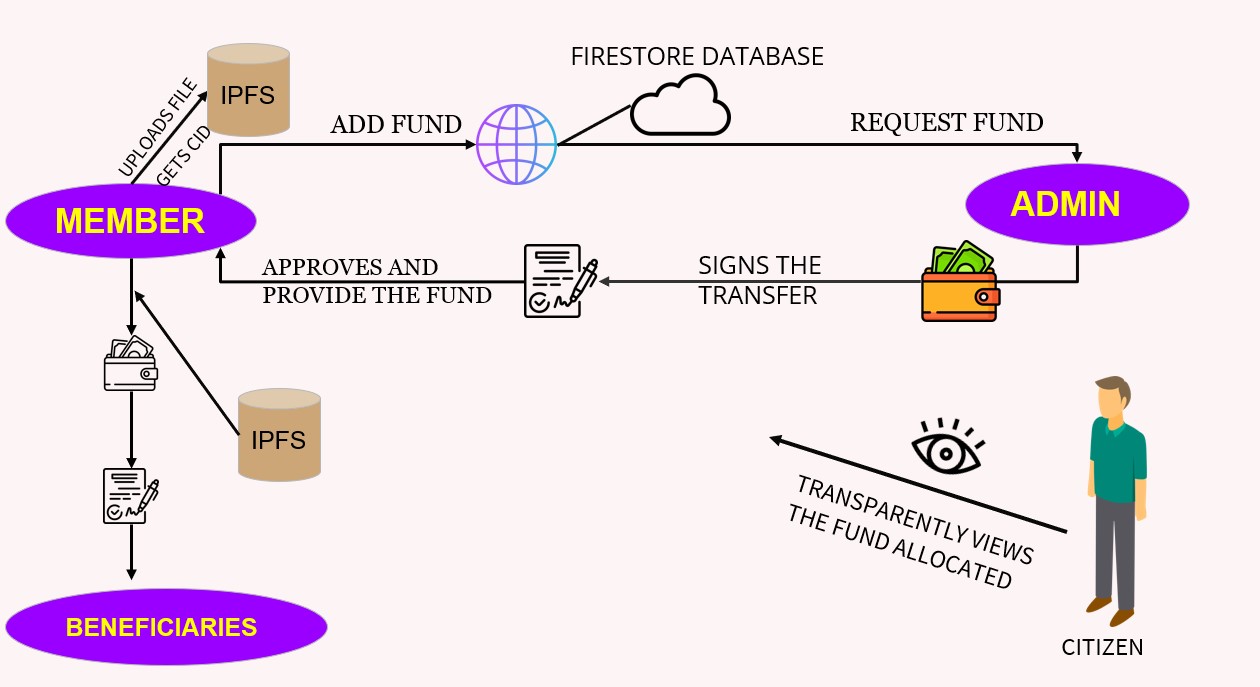 FIRESTORE DATABASE
UPLOADS FILE
IPFS
GETS CID
ADD FUND
REQUEST FUND
MEMBER
ADMIN
APPROVES AND
PROVIDE THE FUND
SIGNS THE
TRANSFER
IPFS
TRANSPARENTLY VIEWS
THE FUND ALLOCATED
BENEFICIARIES
CITIZEN